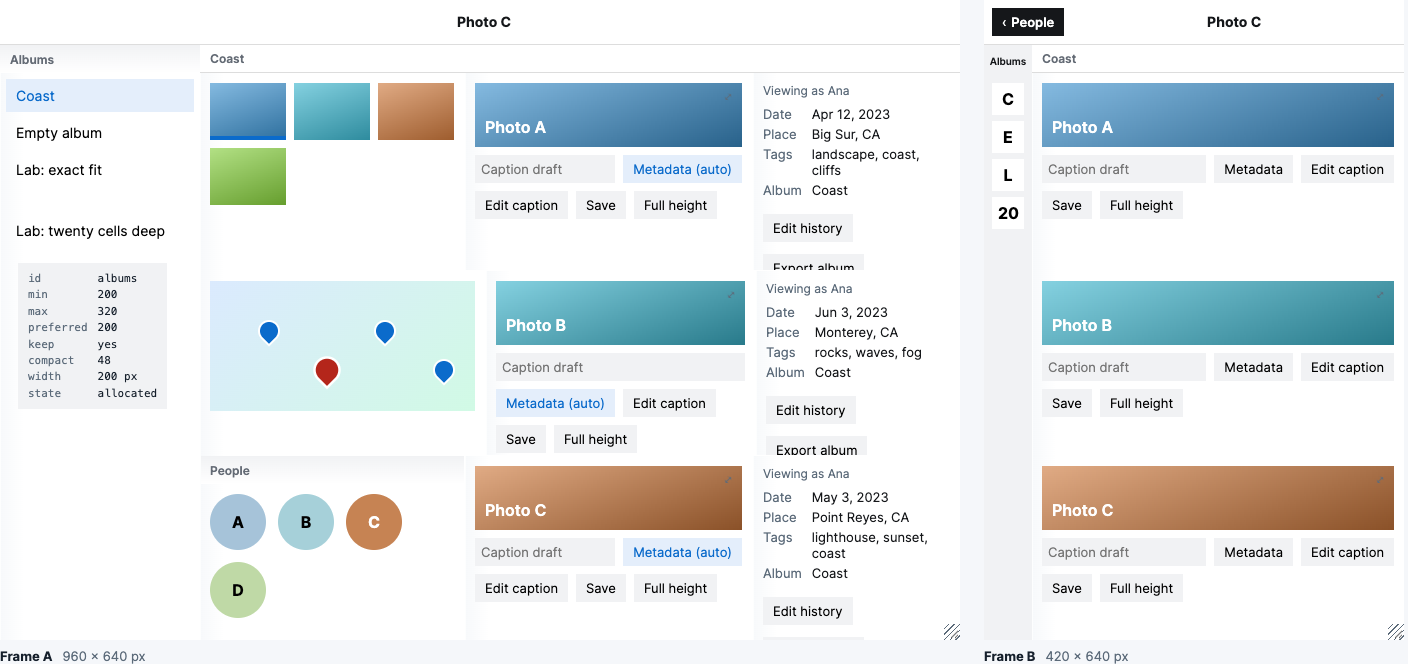 Photo C
Albums
Coast
Empty album
Lab: exact fit
Lab: twenty cells deep
id albums
min 200
max 320
preferred 200
keep yes
compact 48
width 200 px
state allocated
Coast
Photo A
Caption draft Metadata (auto)
Edit caption Save Full height
Viewing as Ana
Date Apr 12, 2023
Place Big Sur, CA
Tags landscape, coast,
cliffs
Album Coast
Edit history
Export album
Photo B
Caption draft
Metadata (auto) Edit caption
Save Full height
Viewing as Ana
Date Jun 3, 2023
Place Monterey, CA
Tags rocks, waves, fog
Album Coast
Edit history
Export album
People
A B C
D
Photo C
Caption draft Metadata (auto)
Edit caption Save Full height
Viewing as Ana
Date May 3, 2023
Place Point Reyes, CA
Tags lighthouse, sunset,
coast
Album Coast
Edit history
Frame A 960 × 640 px
‹ People Photo C
Albums
C
E
L
20
Coast
Photo A
Caption draft Metadata Edit caption
Save Full height
Photo B
Caption draft Metadata Edit caption
Save Full height
Photo C
Caption draft Metadata Edit caption
Save Full height
Frame B 420 × 640 px